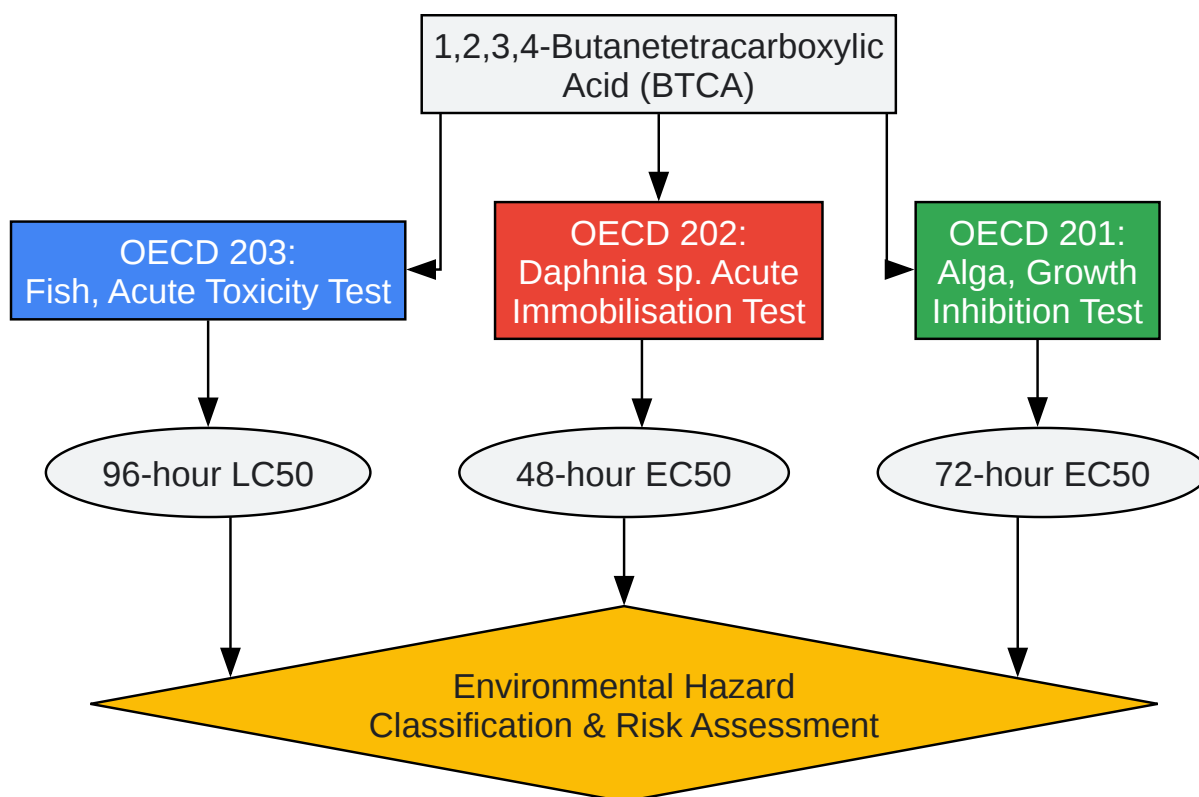 1,2,3,4-Butanetetracarboxylic
Acid (BTCA)
OECD 203:
Fish, Acute Toxicity Test
OECD 202:
Daphnia sp. Acute
Immobilisation Test
OECD 201:
Alga, Growth
Inhibition Test
96-hour LC50
48-hour EC50
72-hour EC50
Environmental Hazard
Classification & Risk Assessment